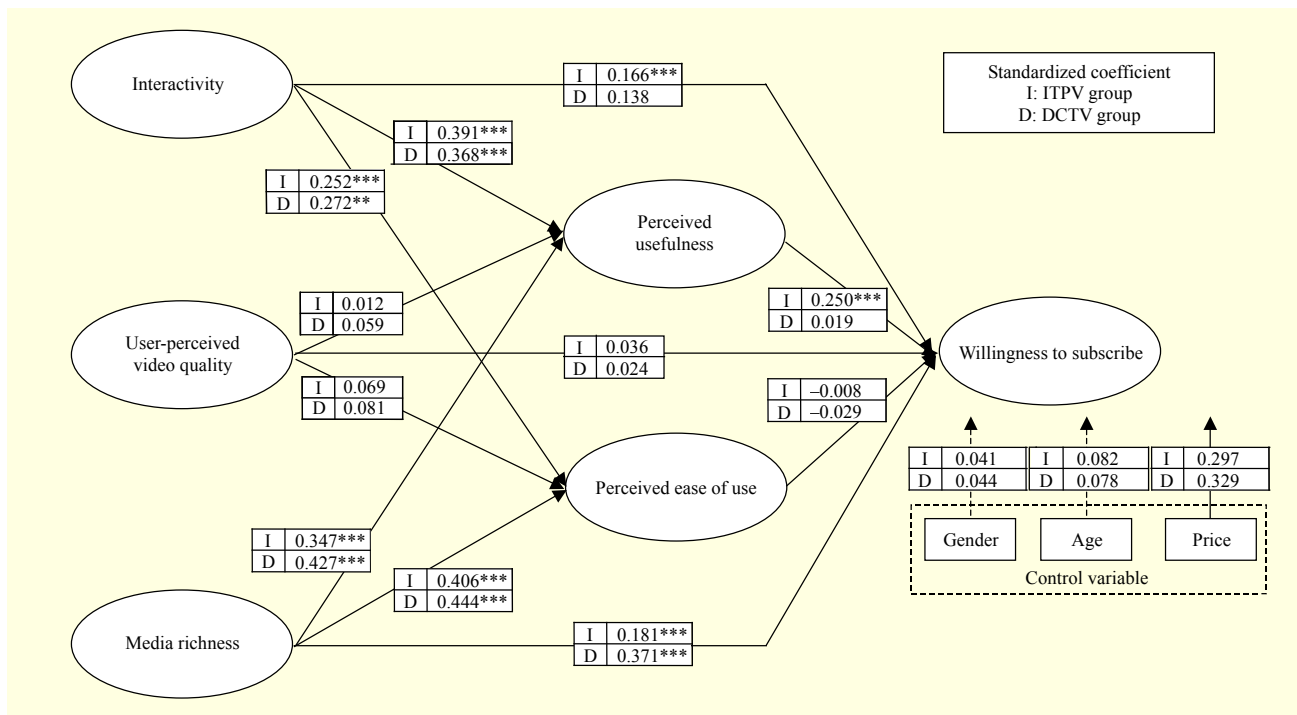 Interactivity
I 0.166***
D 0.138
Standardized coefficient
I: ITPV group
D: DCTV group
I 0.391***
D 0.368***
I 0.252***
D 0.272**
Perceived
usefulness
I 0.012
D 0.059
I 0.250***
D 0.019
User-perceived
video quality
I 0.036
D 0.024
Willingness to subscribe
I 0.069
D 0.081
I –0.008
D –0.029
I 0.041
D 0.044
I 0.082
D 0.078
I 0.297
D 0.329
Perceived ease of use
Gender
Age
Price
Control variable
I 0.347***
D 0.427***
I 0.406***
D 0.444***
Media richness
I 0.181***
D 0.371***